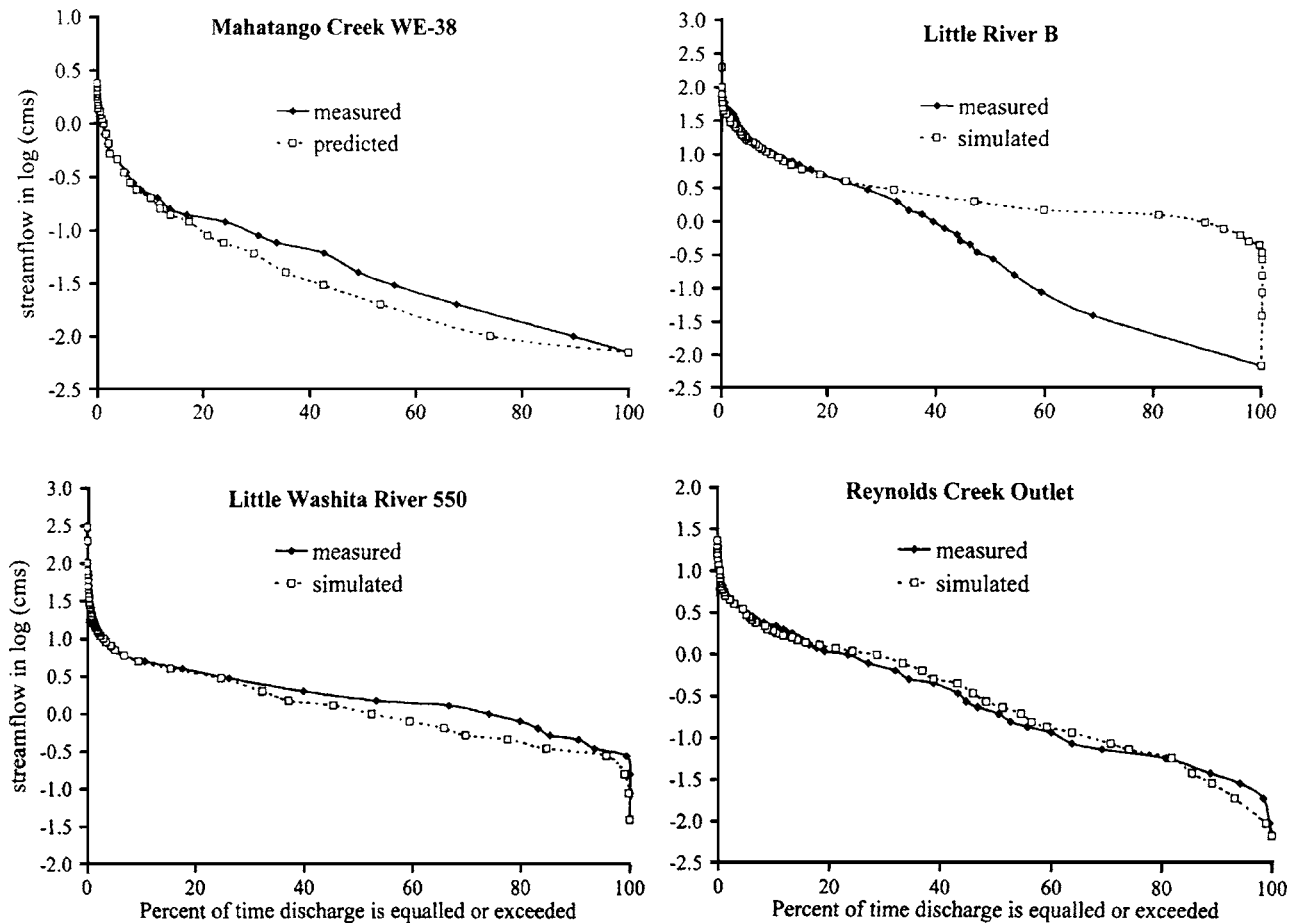 Mahatango Creek WE-38
measured
predicted
streamflow in log (cms)
1.0
0.5
0.0
-0.5
-1.0
-1.5
-2.0
-2.5
0 20 40 60 80 100
Little River B
measured
simulated
3.0
2.5
2.0
1.5
1.0
0.5
0.0
-0.5
-1.0
-1.5
-2.0
-2.5
0 20 40 60 80 100
Little Washita River 550
measured
simulated
streamflow in log (cms)
3.0
2.5
2.0
1.5
1.0
0.5
0.0
-0.5
-1.0
-1.5
-2.0
0 20 40 60 80 100
Percent of time discharge is equalled or exceeded
Reynolds Creek Outlet
measured
simulated
2.0
1.5
1.0
0.5
0.0
-0.5
-1.0
-1.5
-2.0
-2.5
0 20 40 60 80 100
Percent of time discharge is equalled or exceeded